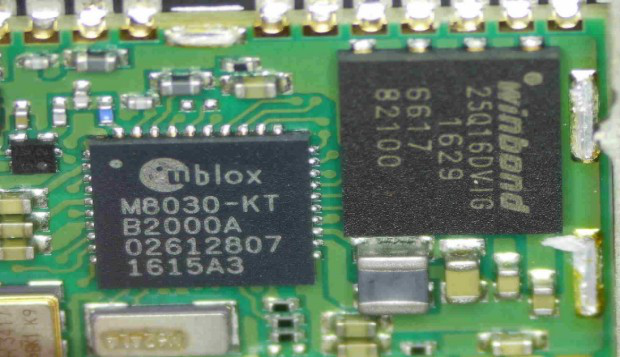 ublox
M8030-KT
B2000A
02612807
1615A3
winbond
25Q16DVIG
1629
6617
82100